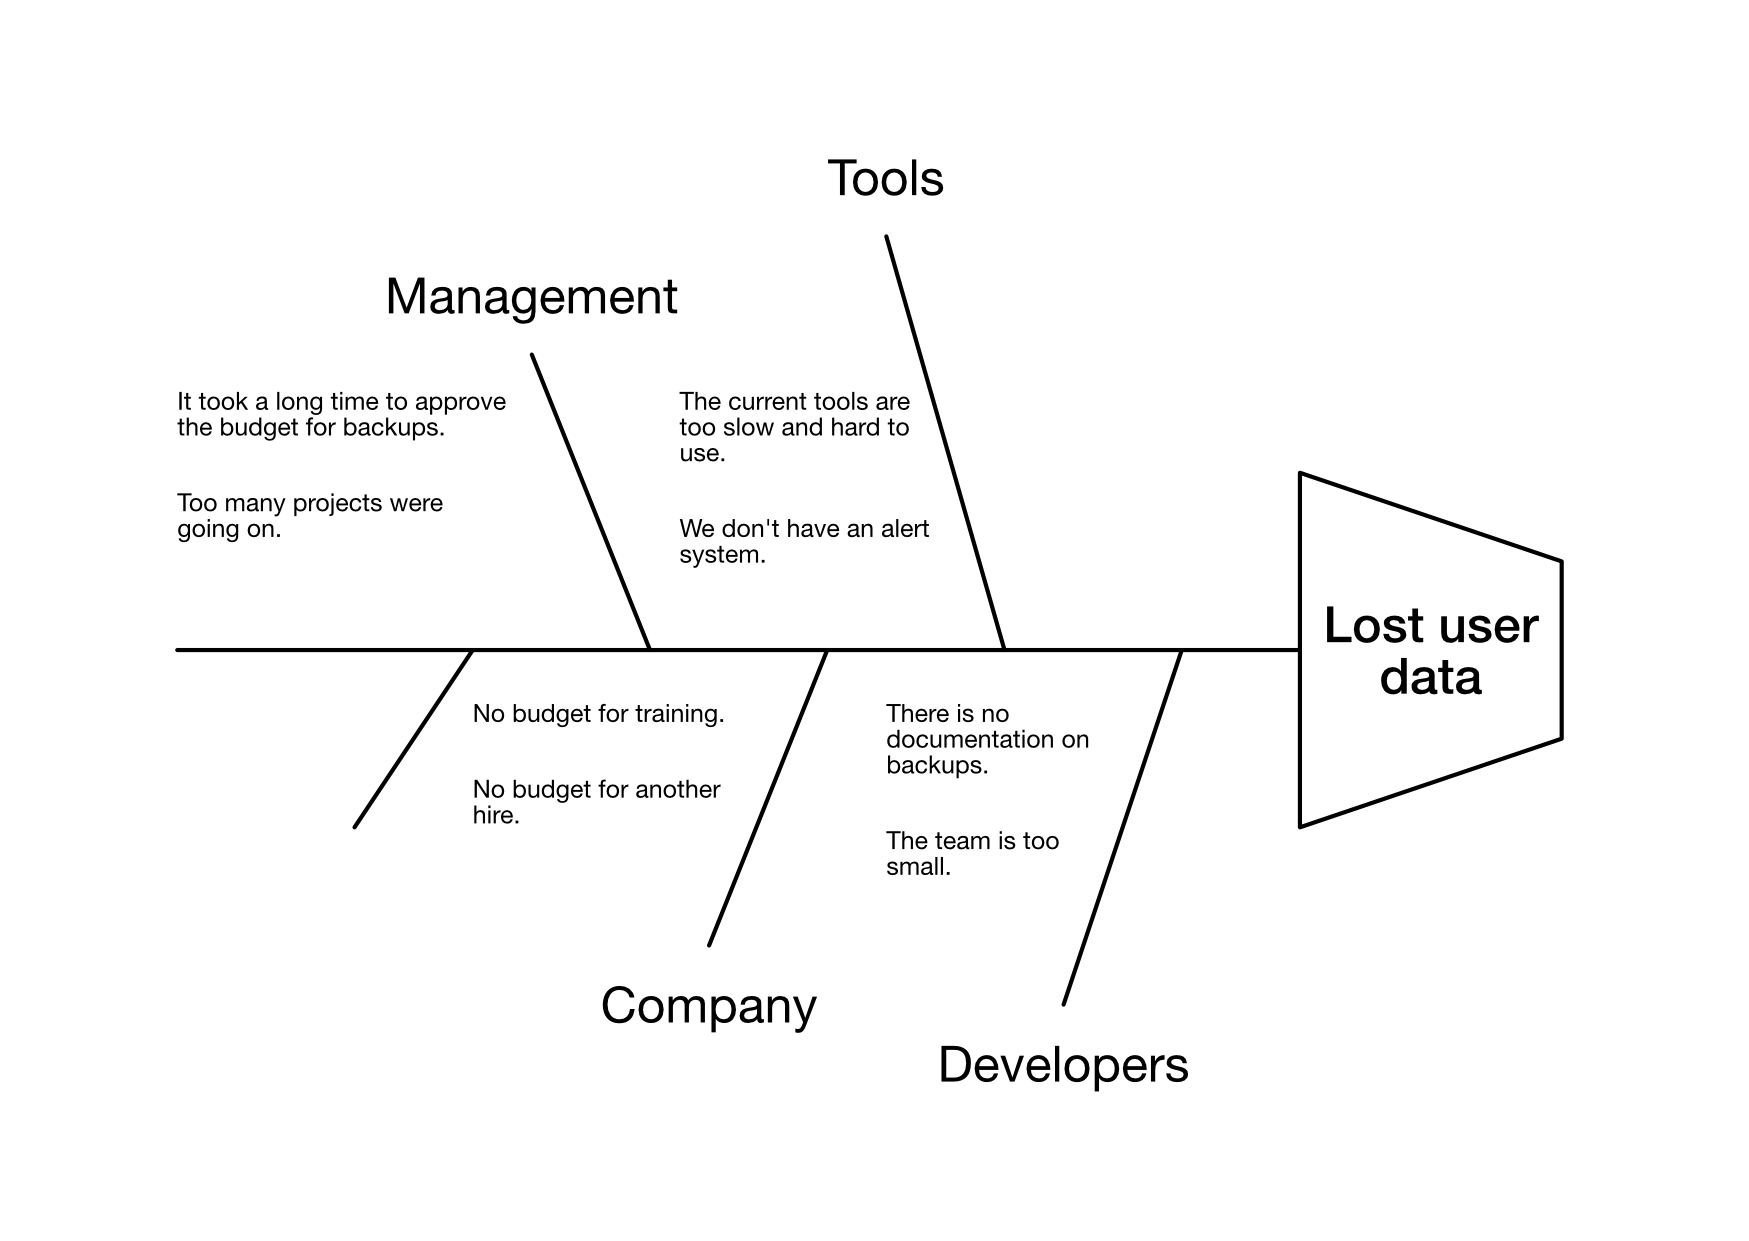 Tools
Management
It took a long time to approve
the budget for backups.
Too many projects were
going on.
The current tools are
too slow and hard to
use.
We don't have an alert
system.
Lost user
data
No budget for training.
No budget for another
hire.
There is no
documentation on
backups.
The team is too
small.
Company
Developers